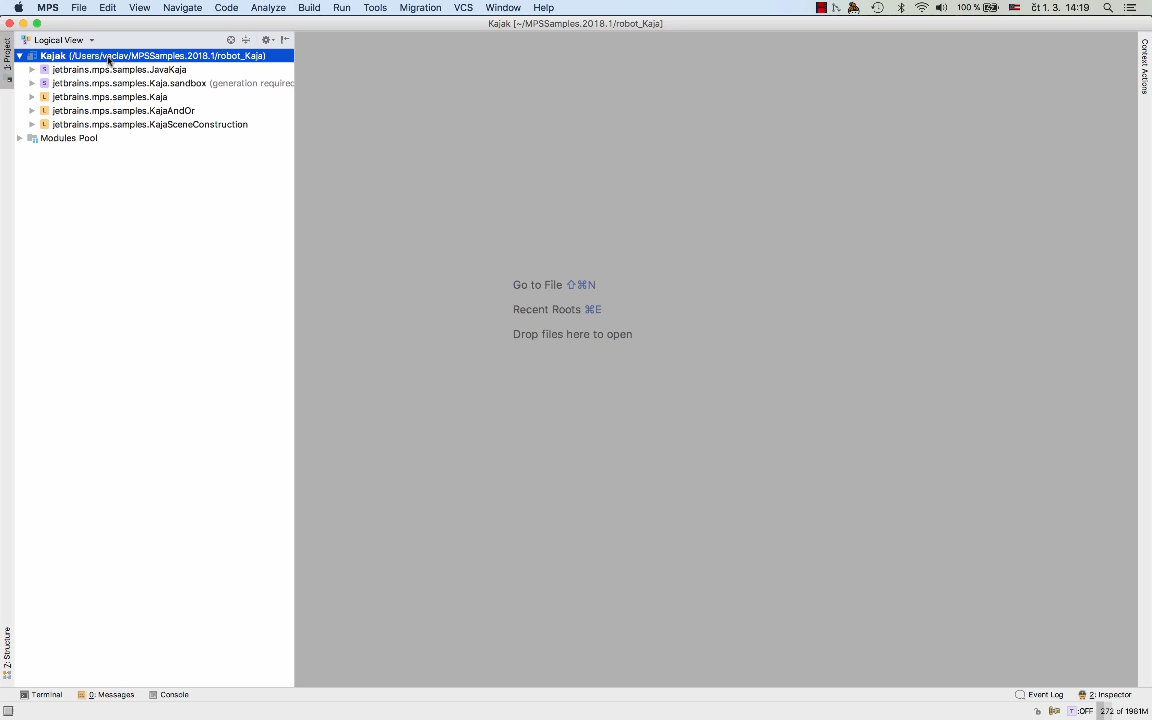 MPS File Edit View Navigate Code Analyze Build Run Tools Migration VCS Window Help 100 % čt 1. 3. 14:19
Kajak [~/MPSSamples.2018.1/robot_Kaja]
1: Project
Logical View
Kajak (/Users/vaclav/MPSSamples.2018.1/robot_Kaja)
S jetbrains.mps.samples.JavaKaja
S jetbrains.mps.samples.Kaja.sandbox (generation required
L jetbrains.mps.samples.Kaja
L jetbrains.mps.samples.KajaAndOr
L jetbrains.mps.samples.KajaSceneConstruction
Modules Pool
Context Actions
Go to File ⇧⌘N
Recent Roots ⌘E
Drop files here to open
Z: Structure
Terminal 0: Messages Console Event Log 2: Inspector
T :OFF 272 of 1981M